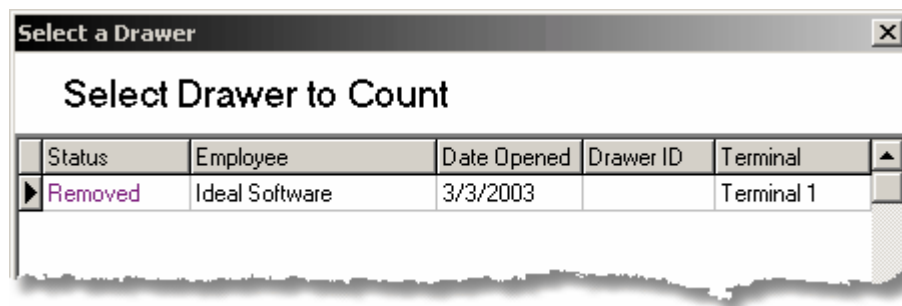 Select a Drawer
Select Drawer to Count
Status Employee Date Opened Drawer ID Terminal
Removed Ideal Software 3/3/2003 Terminal 1